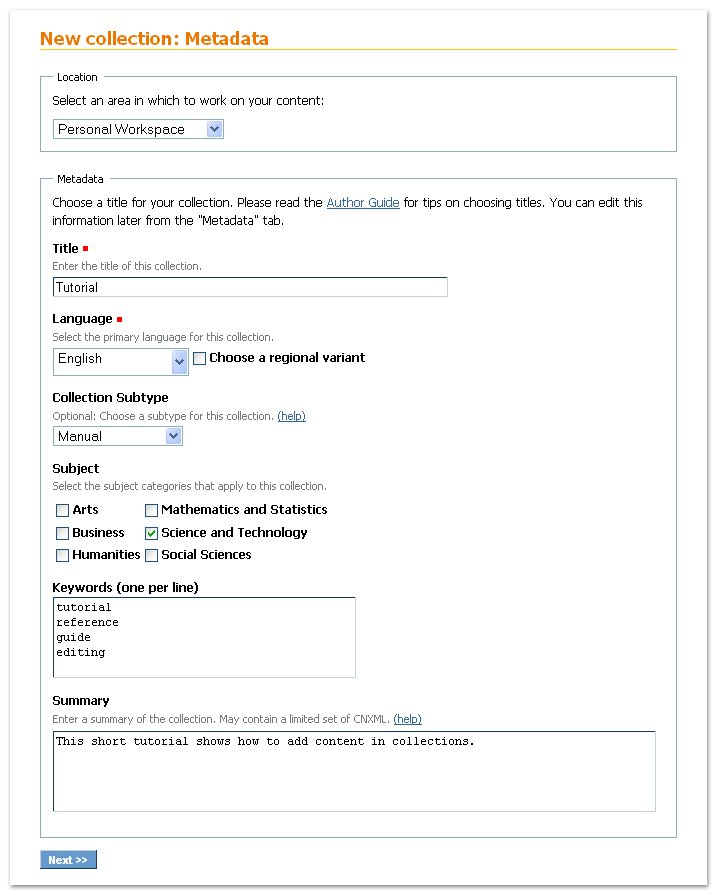 New collection: Metadata
Location
Select an area in which to work on your content:
Personal Workspace
Metadata
Choose a title for your collection. Please read the Author Guide for tips on choosing titles. You can edit this
information later from the "Metadata" tab.
Title
Enter the title of this collection.
Tutorial
Language
Select the primary language for this collection.
English Choose a regional variant
Collection Subtype
Optional: Choose a subtype for this collection. (help)
Manual
Subject
Select the subject categories that apply to this collection.
Arts Mathematics and Statistics
Business Science and Technology
Humanities Social Sciences
Keywords (one per line)
tutorial
reference
guide
editing
Summary
Enter a summary of the collection. May contain a limited set of CNXML. (help)
This short tutorial shows how to add content in collections.
Next >>